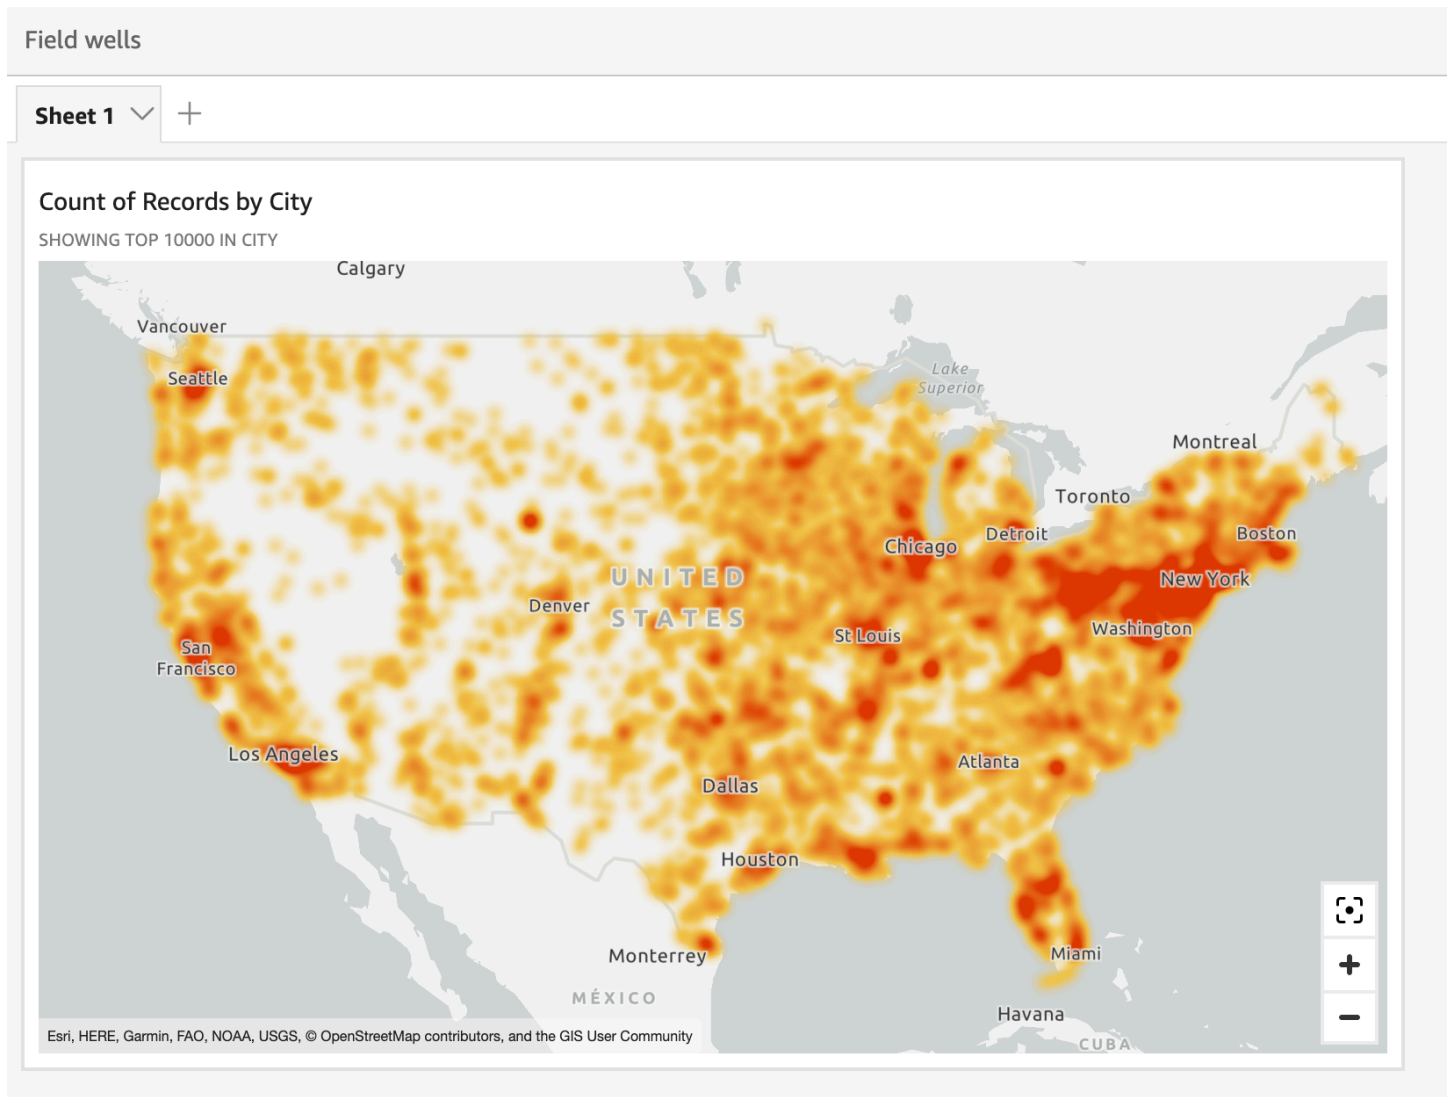 Field wells
Sheet 1
Count of Records by City
SHOWING TOP 10000 IN CITY
Calgary
Vancouver
Lake
Superior
Seattle
Montreal
Toronto
Boston
Detroit
Chicago
UNITED
STATES
New York
Denver
Washington
St Louis
San
Francisco
Los Angeles
Atlanta
Dallas
Houston
Monterrey
Miami
MÉXICO
Havana
CUBA
Esri, HERE, Garmin, FAO, NOAA, USGS, © OpenStreetMap contributors, and the GIS User Community